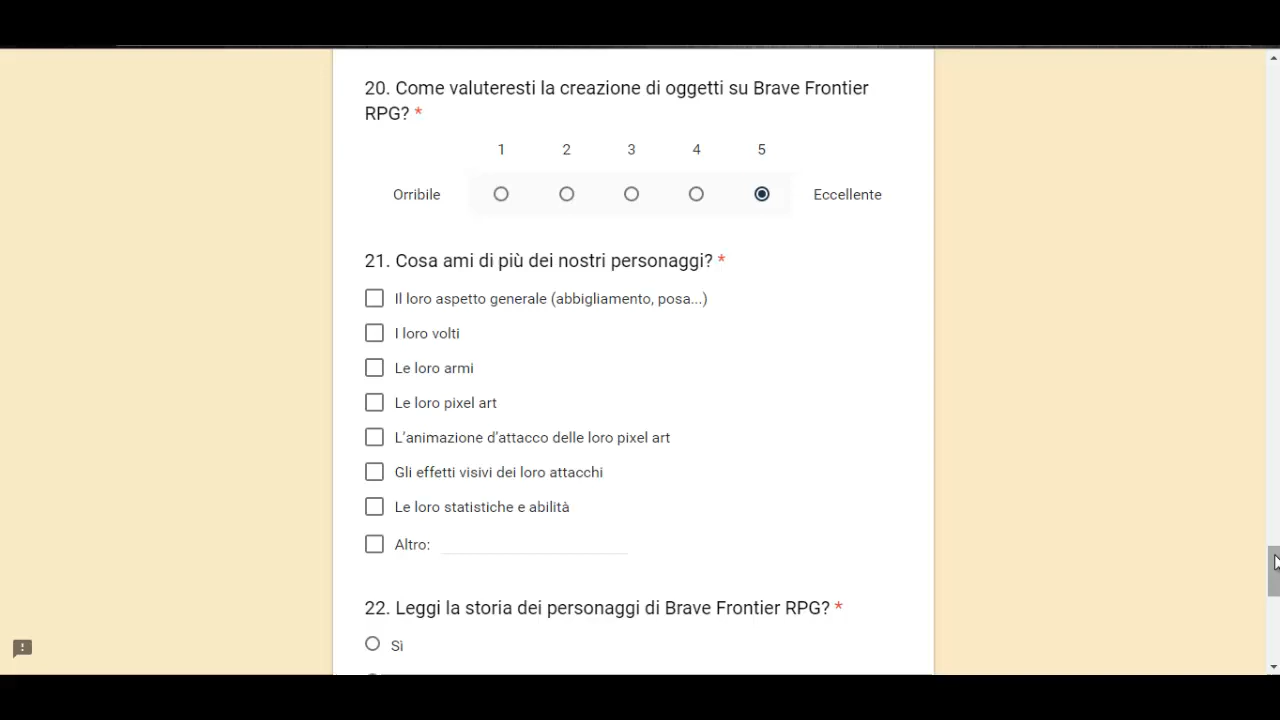 20. Come valuteresti la creazione di oggetti su Brave Frontier
RPG? *
1 2 3 4 5
Orribile Eccellente
21. Cosa ami di più dei nostri personaggi? *
Il loro aspetto generale (abbigliamento, posa...)
I loro volti
Le loro armi
Le loro pixel art
L'animazione d'attacco delle loro pixel art
Gli effetti visivi dei loro attacchi
Le loro statistiche e abilità
Altro:
22. Leggi la storia dei personaggi di Brave Frontier RPG? *
Sì